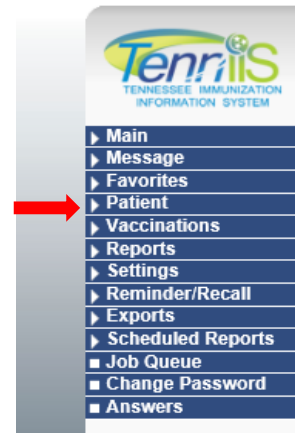 TennIIS
TENNESSEE IMMUNIZATION
INFORMATION SYSTEM
Main
Message
Favorites
Patient
Vaccinations
Reports
Settings
Reminder/Recall
Exports
Scheduled Reports
Job Queue
Change Password
Answers